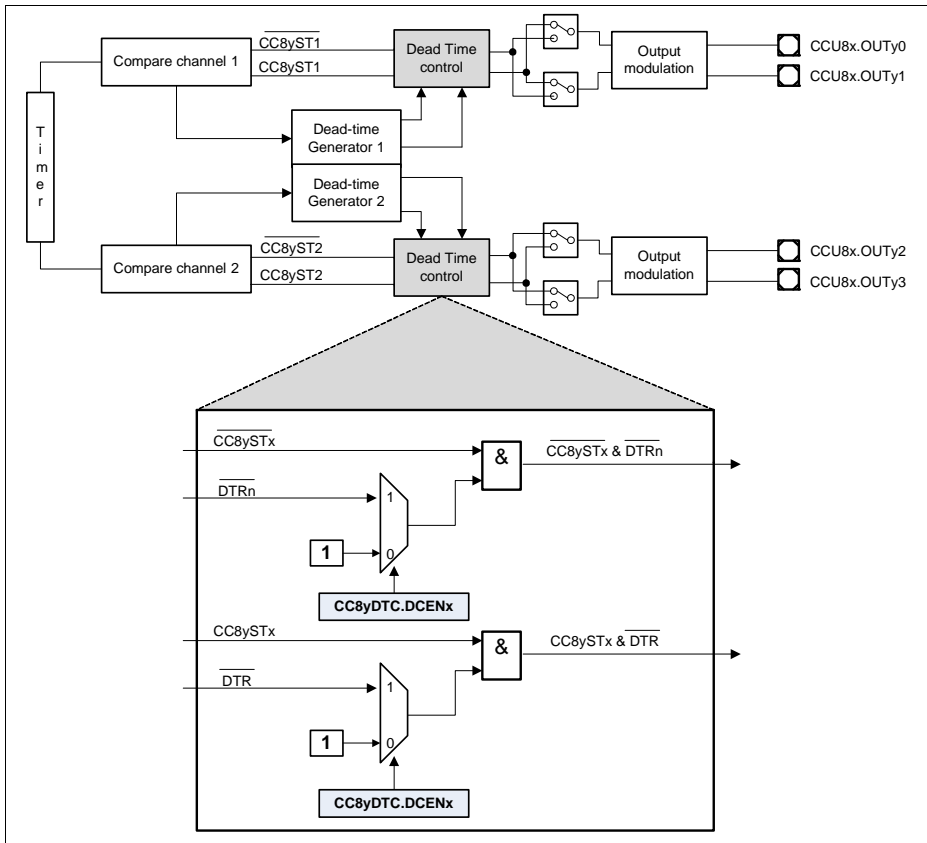 CC8yST1
CC8yST1
Compare channel 1
Dead Time
control
Output
modulation
CCU8x.OUTy0
CCU8x.OUTy1
Timer
Dead-time
Generator 1
Dead-time
Generator 2
CC8yST2
CC8yST2
Compare channel 2
Dead Time
control
Output
modulation
CCU8x.OUTy2
CCU8x.OUTy3
CC8ySTx
&
CC8ySTx & DTRn
DTRn
1
1
0
CC8yDTC.DCENx
CC8ySTx
&
CC8ySTx & DTR
DTR
1
1
0
CC8yDTC.DCENx